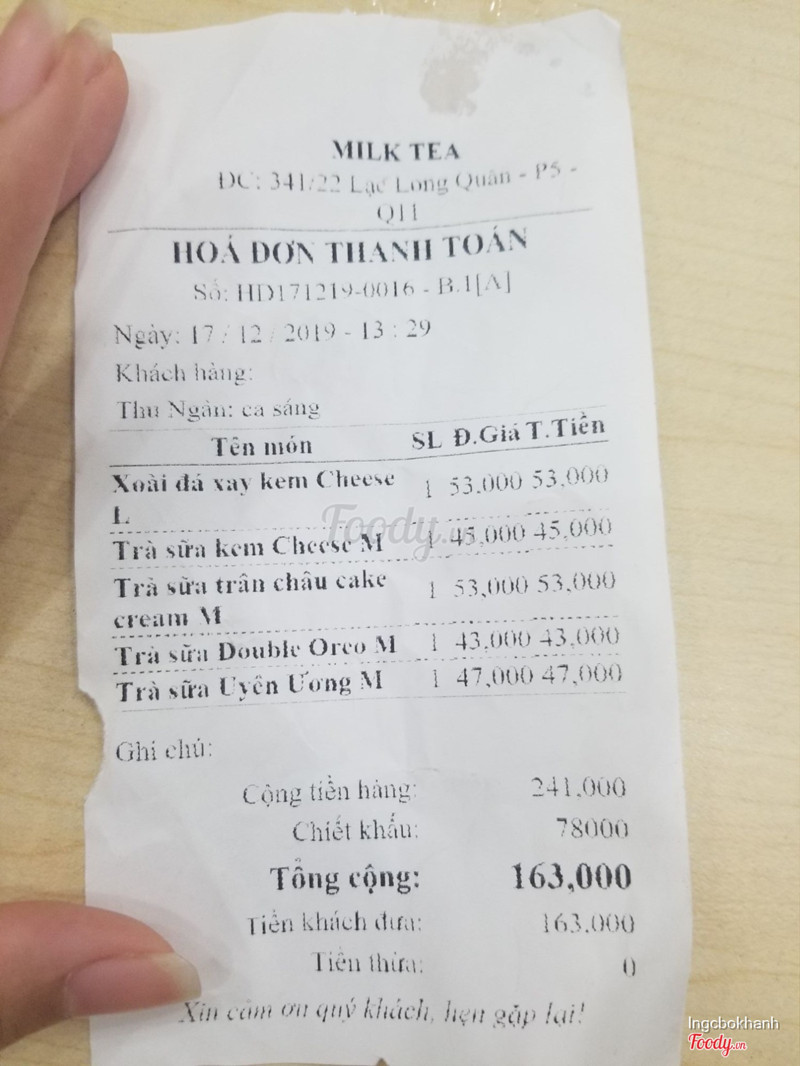 MILK TEA
ĐC: 341/22 Lạc Long Quân - P5 -
Q11
HOÁ ĐƠN THANH TOÁN
Số: HD171219-0016 - B.1[A]
Ngày: 17 / 12 / 2019 - 13 : 29
Khách hàng:
Thu Ngân: ca sáng
Tên món SL Đ.Giá T.Tiền
Xoài đá xay kem Cheese 1 53,000 53,000
L
Trà sữa kem Cheese M 1 45,000 45,000
Trà sữa trân châu cake 1 53,000 53,000
cream M
Trà sữa Double Oreo M 1 43,000 43,000
Trà sữa Uyên Ương M 1 47,000 47,000
Ghi chú:
Cộng tiền hàng: 241,000
Chiết khấu: 78000
Tổng cộng: 163,000
Tiền khách đưa: 163,000
Tiền thừa: 0
Xin cảm ơn quý khách, hẹn gặp lại!
Foody.vn
Ingcbokhanh
Foody.vn